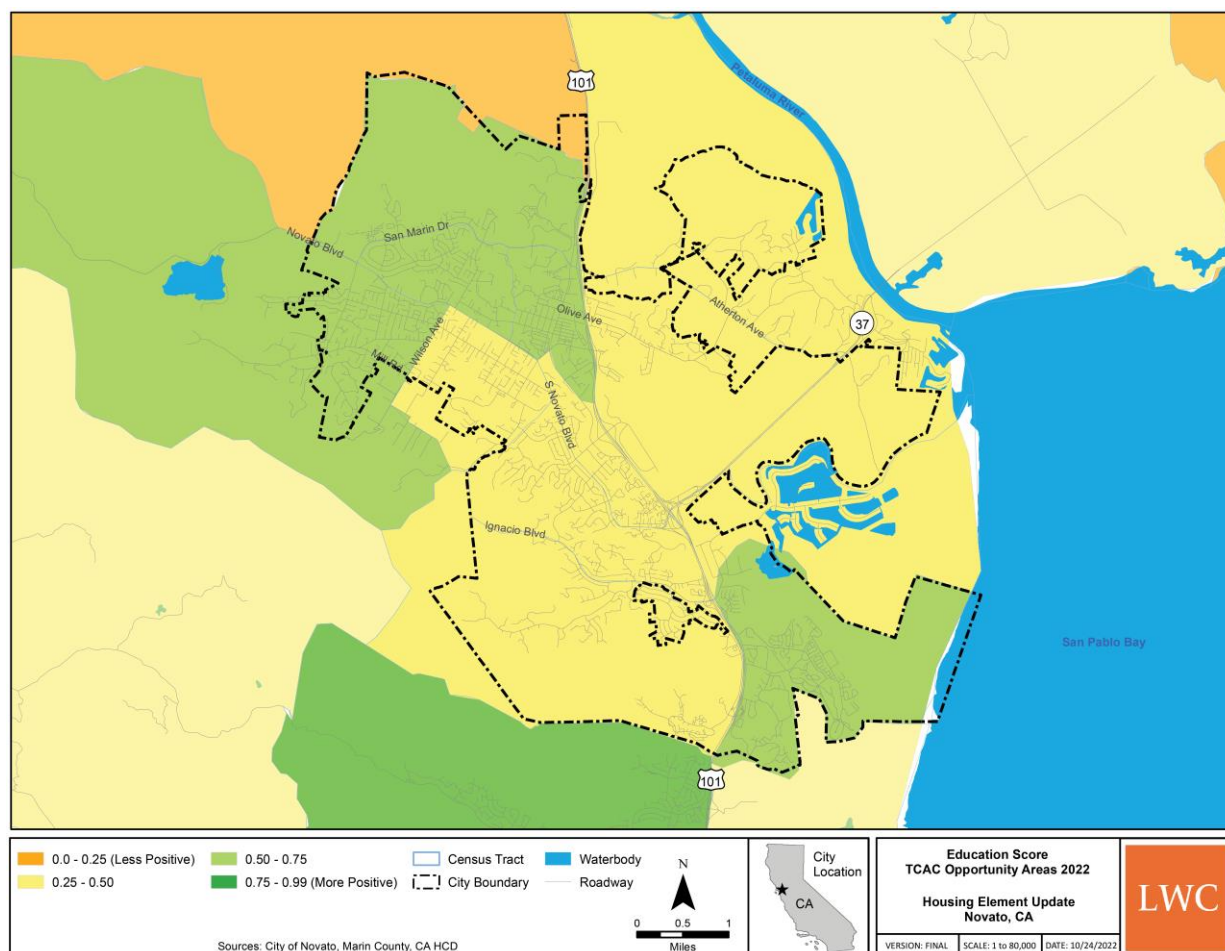 101
Petaluma River
San Marin Dr
Novato Blvd
Olive Ave
Atherton Ave
37
Wilson Ave
Mill Rd
S Novato Blvd
Ignacio Blvd
San Pablo Bay
101
0.0 - 0.25 (Less Positive)
0.25 - 0.50
0.50 - 0.75
0.75 - 0.99 (More Positive)
Census Tract
City Boundary
Waterbody
Roadway
N
0 0.5 1
Miles
Sources: City of Novato, Marin County, CA HCD
City
Location
CA
Education Score
TCAC Opportunity Areas 2022
Housing Element Update
Novato, CA
VERSION: FINAL
SCALE: 1 to 80,000
DATE: 10/24/2022
LWC